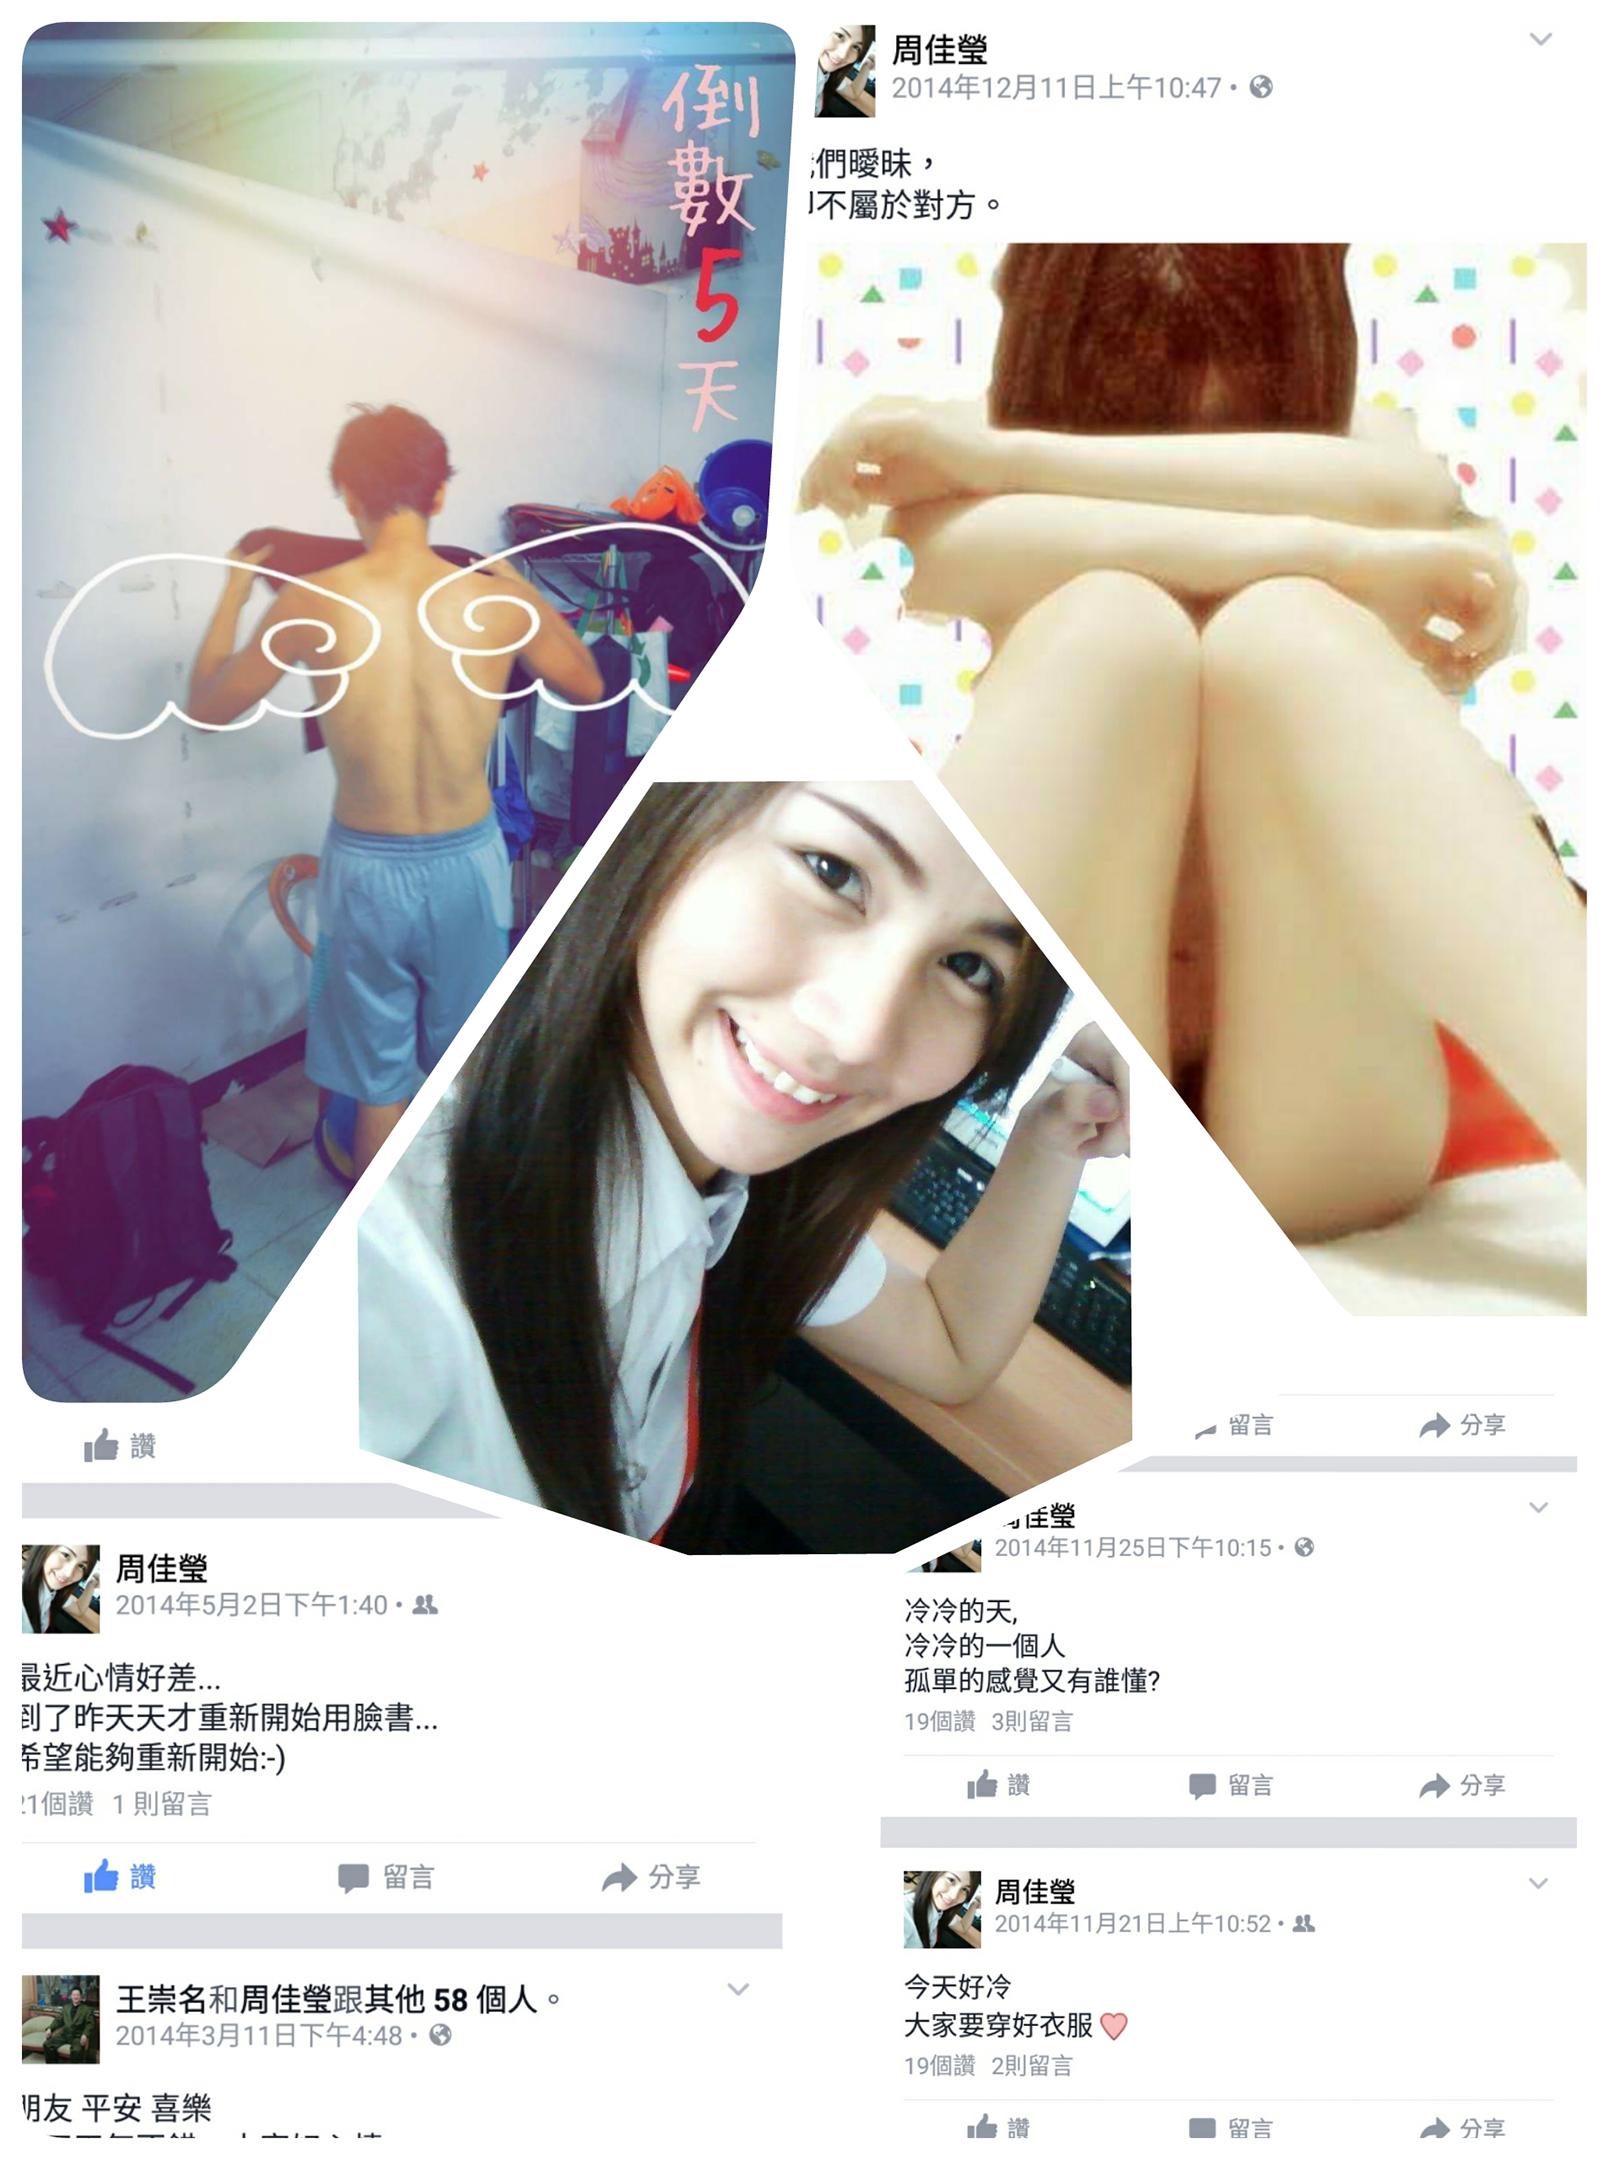 倒數5天
周佳瑩
2014年12月11日上午10:47
們曖昧，
不屬於對方。
留言 分享
讚
周佳瑩
2014年5月2日下午1:40
最近心情好差...
到了昨天天才重新開始用臉書...
希望能夠重新開始:-)
21個讚 1 則留言
讚 留言 分享
王崇名和周佳瑩跟其他 58 個人。
2014年3月11日下午4:48
朋友 平安 喜樂
周佳瑩
2014年11月25日下午10:15
冷冷的天,
冷冷的一個人
孤單的感覺又有誰懂?
19個讚 3則留言
讚 留言 分享
周佳瑩
2014年11月21日上午10:52
今天好冷
大家要穿好衣服
19個讚 2則留言
讚 留言 分享